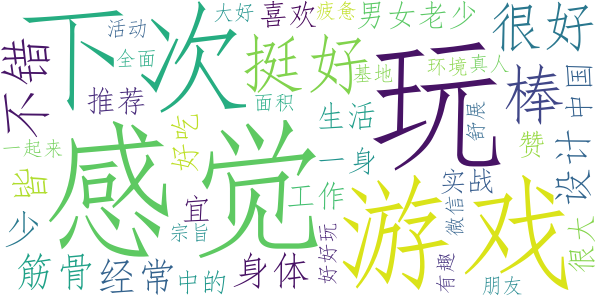 活动
大好
喜欢
疲惫
男女老少
很好
不错
下次
全面
挺好
基地
环境
真人
玩
棒
中国
推荐
面积
生活
舒展
赞
设计
一起来
好吃
一身
感觉
皆
宜
工作
游戏
实战
很大
少
宗旨
好好玩
微信
筋骨
经常
中的
身体
有趣
朋友